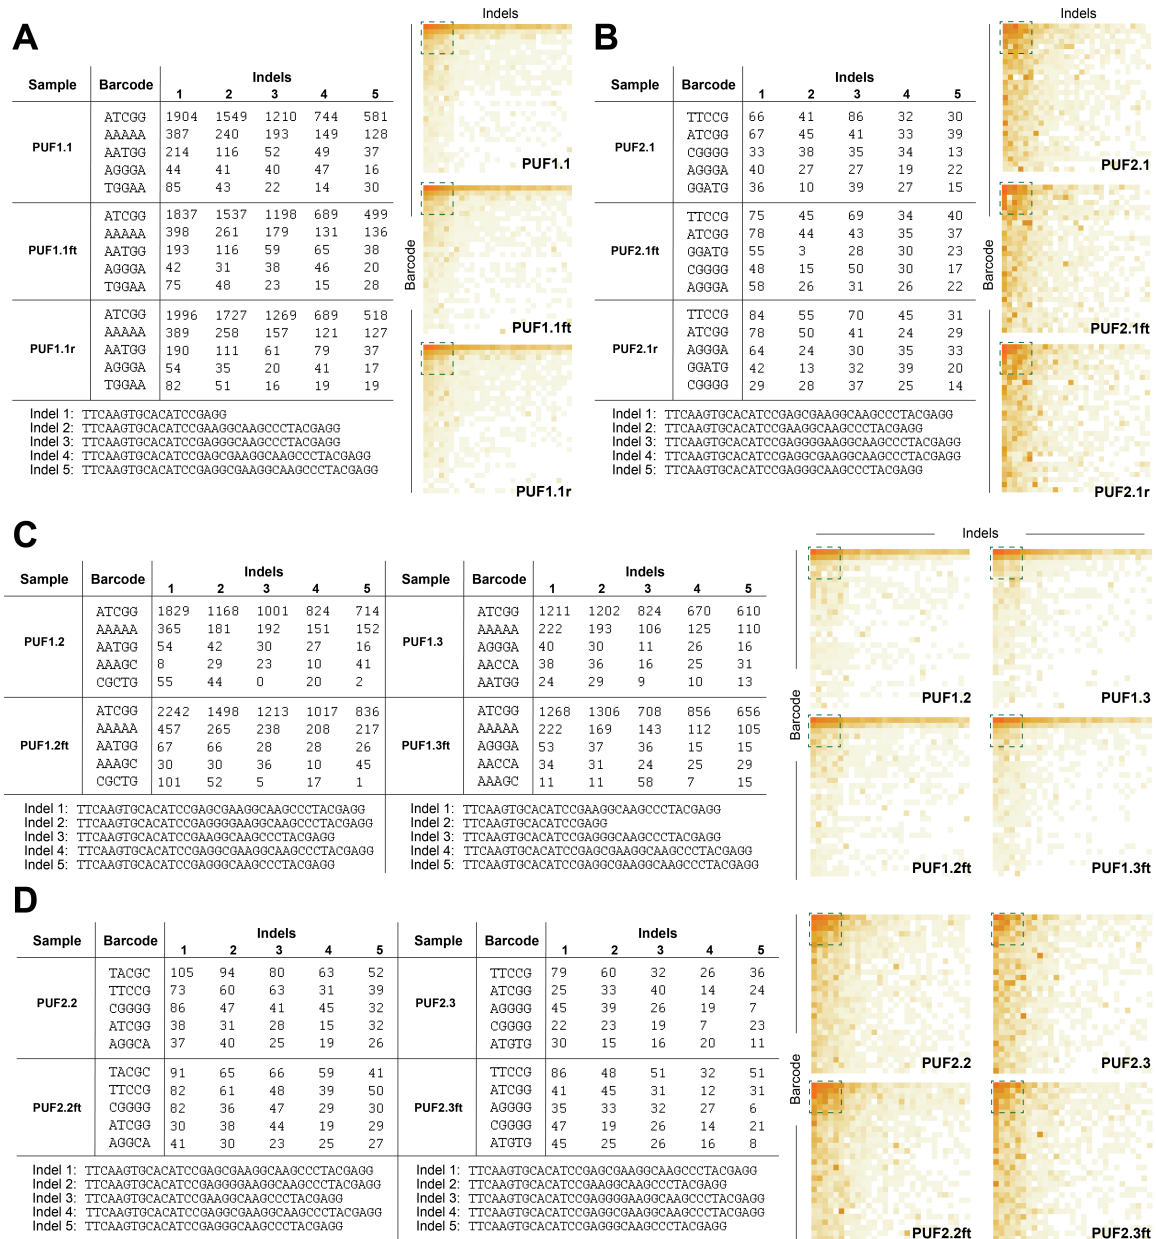 A
Indels
Sample Barcode Indels
1 2 3 4 5
PUF1.1
ATCGG 1904 1549 1210 744 581
AAAAA 387 240 193 149 128
AATGG 214 116 52 49 37
AGGGA 44 41 40 47 16
TGGAA 85 43 22 14 30
PUF1.1ft
ATCGG 1837 1537 1198 689 499
AAAAA 398 261 179 131 136
AATGG 193 116 59 65 38
AGGGA 42 31 38 46 20
TGGAA 75 48 23 15 28
PUF1.1r
ATCGG 1996 1727 1269 689 518
AAAAA 389 258 157 121 127
AATGG 190 111 61 79 37
AGGGA 54 35 20 41 17
TGGAA 82 51 16 19 19
Indel 1: TTCAAGTGCACATCCGAGG
Indel 2: TTCAAGTGCACATCCGAAGGCAAGCCCTACGAGG
Indel 3: TTCAAGTGCACATCCGAGGGCAAGCCCTACGAGG
Indel 4: TTCAAGTGCACATCCGAGCGAAGGCAAGCCCTACGAGG
Indel 5: TTCAAGTGCACATCCGAGGCGAAGGCAAGCCCTACGAGG
Barcode
PUF1.1
PUF1.1ft
PUF1.1r
B
Indels
Sample Barcode Indels
1 2 3 4 5
PUF2.1
TTCCG 66 41 86 32 30
ATCGG 67 45 41 33 39
CGGGG 33 38 35 34 13
AGGGA 40 27 27 19 22
GGATG 36 10 39 27 15
PUF2.1ft
TTCCG 75 45 69 34 40
ATCGG 78 44 43 35 37
GGATG 55 3 28 30 23
CGGGG 48 15 50 30 17
AGGGA 58 26 31 26 22
PUF2.1r
TTCCG 84 55 70 45 31
ATCGG 78 50 41 24 29
AGGGA 64 24 30 35 33
GGATG 42 13 32 39 20
CGGGG 29 28 37 25 14
Indel 1: TTCAAGTGCACATCCGAGCGAAGGCAAGCCCTACGAGG
Indel 2: TTCAAGTGCACATCCGAAGGCAAGCCCTACGAGG
Indel 3: TTCAAGTGCACATCCGAGGGGAAGGCAAGCCCTACGAGG
Indel 4: TTCAAGTGCACATCCGAGGCGAAGGCAAGCCCTACGAGG
Indel 5: TTCAAGTGCACATCCGAGGGCAAGCCCTACGAGG
Barcode
PUF2.1
PUF2.1ft
PUF2.1r
C
Indels
Sample Barcode Indels
1 2 3 4 5
PUF1.2
ATCGG 1829 1168 1001 824 714
AAAAA 365 181 192 151 152
AATGG 54 42 30 27 16
AAAGC 8 29 23 10 41
CGCTG 55 44 0 20 2
PUF1.2ft
ATCGG 2242 1498 1213 1017 836
AAAAA 457 265 238 208 217
AATGG 67 66 28 28 26
AAAGC 30 30 36 10 45
CGCTG 101 52 5 17 1
Indel 1: TTCAAGTGCACATCCGAGCGAAGGCAAGCCCTACGAGG
Indel 2: TTCAAGTGCACATCCGAGGGGAAGGCAAGCCCTACGAGG
Indel 3: TTCAAGTGCACATCCGAAGGCAAGCCCTACGAGG
Indel 4: TTCAAGTGCACATCCGAGGCGAAGGCAAGCCCTACGAGG
Indel 5: TTCAAGTGCACATCCGAGGGCAAGCCCTACGAGG
Sample Barcode Indels
1 2 3 4 5
PUF1.3
ATCGG 1211 1202 824 670 610
AAAAA 222 193 106 125 110
AGGGA 40 30 11 26 16
AACCA 38 36 16 25 31
AATGG 24 29 9 10 13
PUF1.3ft
ATCGG 1268 1306 708 856 656
AAAAA 222 169 143 112 105
AGGGA 53 37 36 15 15
AACCA 34 31 24 25 29
AAAGC 11 11 58 7 15
Indel 1: TTCAAGTGCACATCCGAAGGCAAGCCCTACGAGG
Indel 2: TTCAAGTGCACATCCGAGG
Indel 3: TTCAAGTGCACATCCGAGGGCAAGCCCTACGAGG
Indel 4: TTCAAGTGCACATCCGAGCGAAGGCAAGCCCTACGAGG
Indel 5: TTCAAGTGCACATCCGAGGCGAAGGCAAGCCCTACGAGG
Barcode
PUF1.2
PUF1.3
PUF1.2ft
PUF1.3ft
D
Sample Barcode Indels
1 2 3 4 5
PUF2.2
TACGC 105 94 80 63 52
TTCCG 73 60 63 31 39
CGGGG 86 47 41 45 32
ATCGG 38 31 28 15 32
AGGCA 37 40 25 19 26
PUF2.2ft
TACGC 91 65 66 59 41
TTCCG 82 61 48 39 50
CGGGG 82 36 47 29 30
ATCGG 30 38 44 19 29
AGGCA 41 30 23 25 27
Indel 1: TTCAAGTGCACATCCGAGCGAAGGCAAGCCCTACGAGG
Indel 2: TTCAAGTGCACATCCGAGGGGAAGGCAAGCCCTACGAGG
Indel 3: TTCAAGTGCACATCCGAAGGCAAGCCCTACGAGG
Indel 4: TTCAAGTGCACATCCGAGGCGAAGGCAAGCCCTACGAGG
Indel 5: TTCAAGTGCACATCCGAGGGCAAGCCCTACGAGG
Sample Barcode Indels
1 2 3 4 5
PUF2.3
TTCCG 79 60 32 26 36
ATCGG 25 33 40 14 24
AGGGG 45 39 26 19 7
CGGGG 22 23 19 7 23
ATGTG 30 15 16 20 11
PUF2.3ft
TTCCG 86 48 51 32 51
ATCGG 41 45 31 12 31
AGGGG 35 33 32 27 6
CGGGG 47 19 26 14 21
ATGTG 45 25 26 16 8
Indel 1: TTCAAGTGCACATCCGAGCGAAGGCAAGCCCTACGAGG
Indel 2: TTCAAGTGCACATCCGAAGGCAAGCCCTACGAGG
Indel 3: TTCAAGTGCACATCCGAGGGGAAGGCAAGCCCTACGAGG
Indel 4: TTCAAGTGCACATCCGAGGCGAAGGCAAGCCCTACGAGG
Indel 5: TTCAAGTGCACATCCGAGGGCAAGCCCTACGAGG
Barcode
PUF2.2
PUF2.3
PUF2.2ft
PUF2.3ft